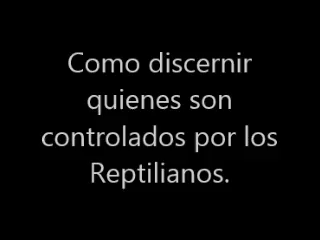 Como discernir
quienes son
controlados por los
Reptilianos.